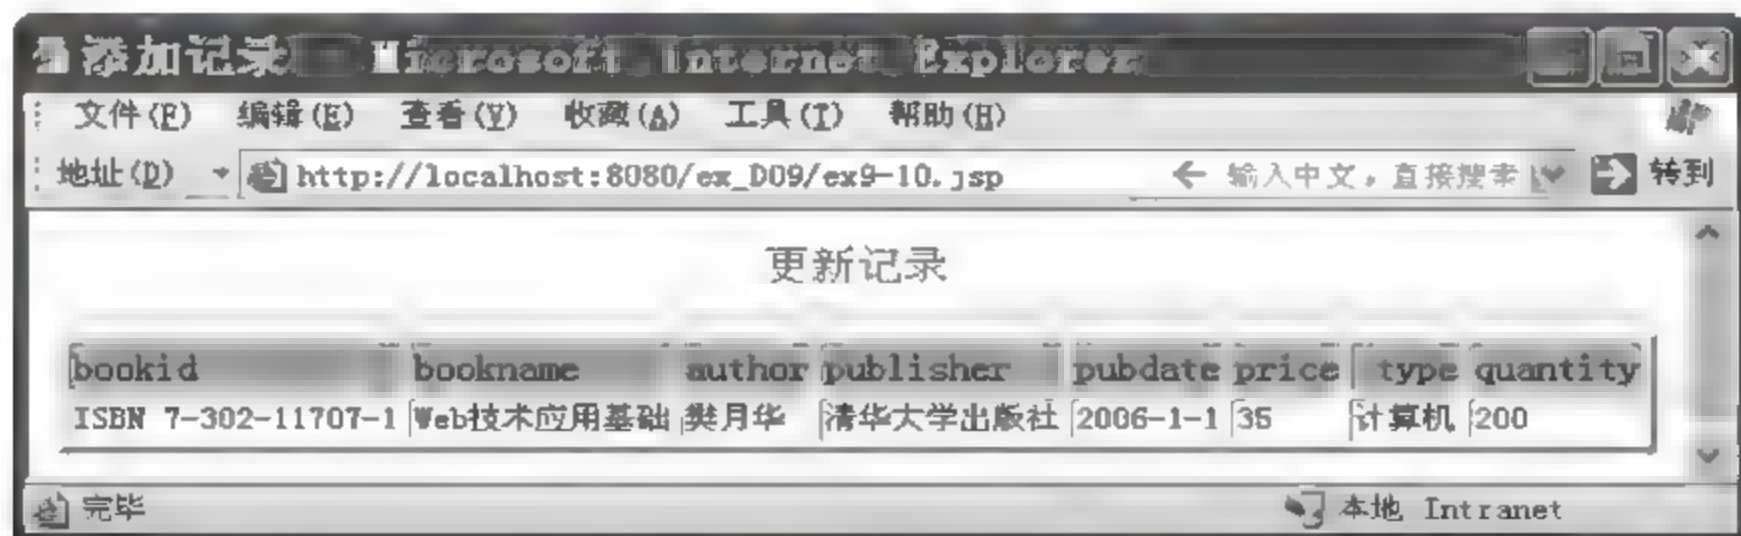 添加记录 - Microsoft Internet Explorer
文件(F) 编辑(E) 查看(V) 收藏(A) 工具(T) 帮助(H)
地址(D) http://localhost:8080/ex_D09/ex9-10.jsp ← 输入中文，直接搜索 转到
更新记录
bookid bookname author publisher pubdate price type quantity
ISBN 7-302-11707-1 Web技术应用基础 樊月华 清华大学出版社 2006-1-1 35 计算机 200
完毕 本地 Intranet